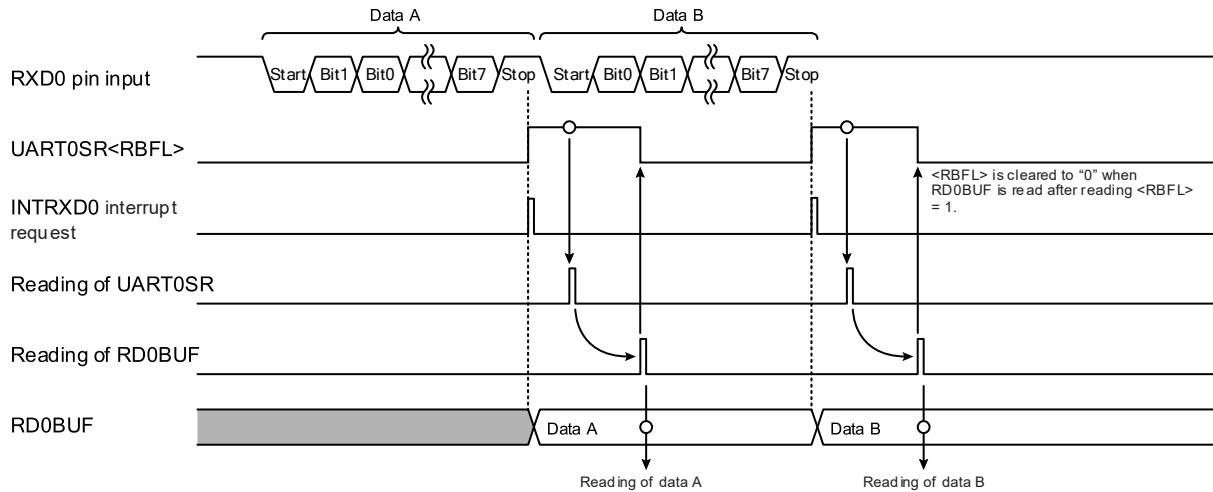 Data A
Data B
RXD0 pin input
Start
Bit1
Bit0
Bit7
Stop
Start
Bit0
Bit1
Bit7
Stop
UART0SR<RBFL>
<RBFL> is cleared to “0” when
RD0BUF is read after reading <RBFL>
= 1.
INTRXD0 interrupt
request
Reading of UART0SR
Reading of RD0BUF
RD0BUF
Data A
Data B
Reading of data A
Reading of data B